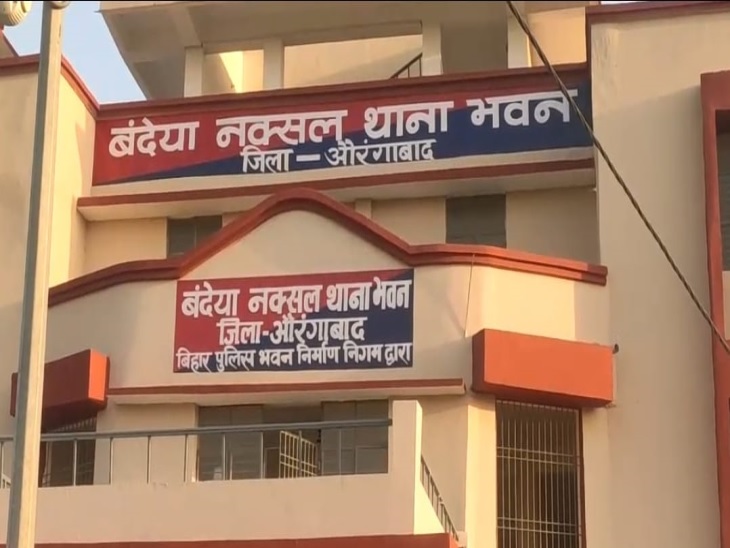 बंदेया नक्सल थाना भवन
जिला - औरंगाबाद
बंदेया नक्सल थाना भवन
जिला-औरंगाबाद
बिहार पुलिस भवन निर्माण निगम द्वारा